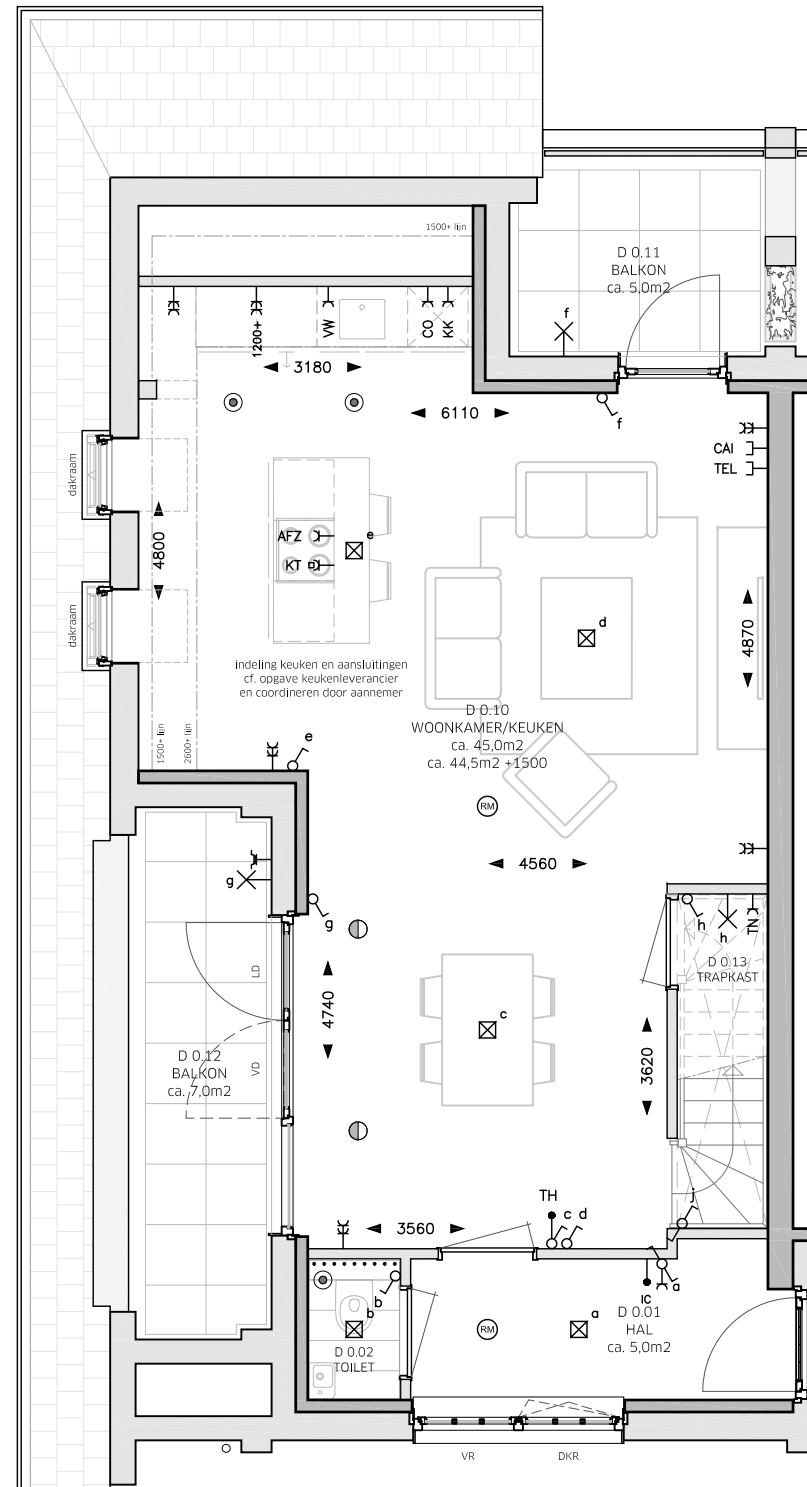 1500+ lijn
D 0.11
BALKON
ca. 5,0m2
f
1200+
VW
CO
KK
3180
6110
f
CAI
TEL
dakraam
4800
AFZ
e
KT
dakraam
d
4870
indeling keuken en aansluitingen
cf. opgave keukenleverancier
en coordineren door aannemer
D 0.10
WOONKAMER/KEUKEN
ca. 45,0m2
ca. 44,5m2 +1500
1500+ lijn
2600+ lijn
e
RM
4560
g
g
h
h
TN
D 0.13
TRAPKAST
LD
4740
c
3620
D 0.12
BALKON
ca. 7,0m2
VD
TH
c d
j
3560
b
b
a
IC
a
D 0.01
HAL
ca. 5,0m2
RM
D 0.02
TOILET
VR
DKR